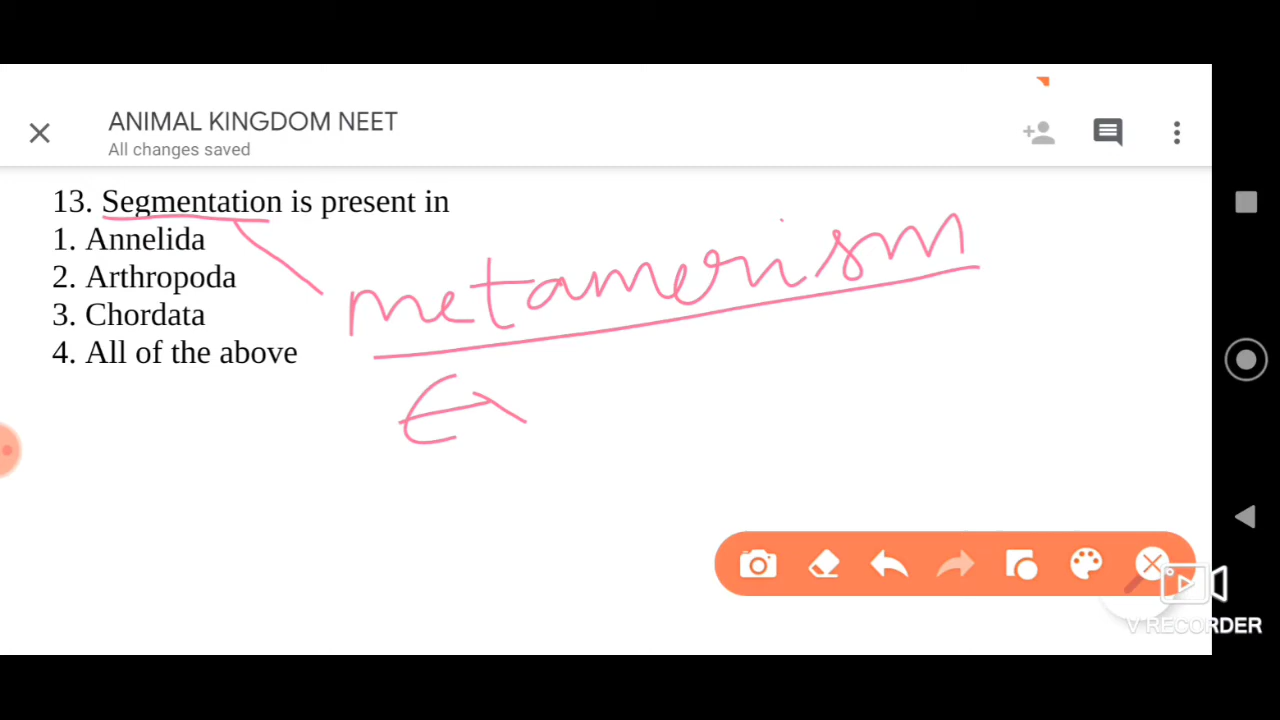 ANIMAL KINGDOM NEET
All changes saved
13. Segmentation is present in
1. Annelida
2. Arthropoda
3. Chordata
4. All of the above
metamerism
V RECORDER